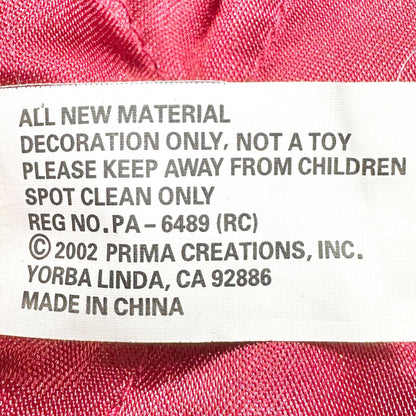 ALL NEW MATERIAL
DECORATION ONLY, NOT A TOY
PLEASE KEEP AWAY FROM CHILDREN
SPOT CLEAN ONLY
REG NO. PA-6489 (RC)
© 2002 PRIMA CREATIONS, INC.
YORBA LINDA, CA 92886
MADE IN CHINA